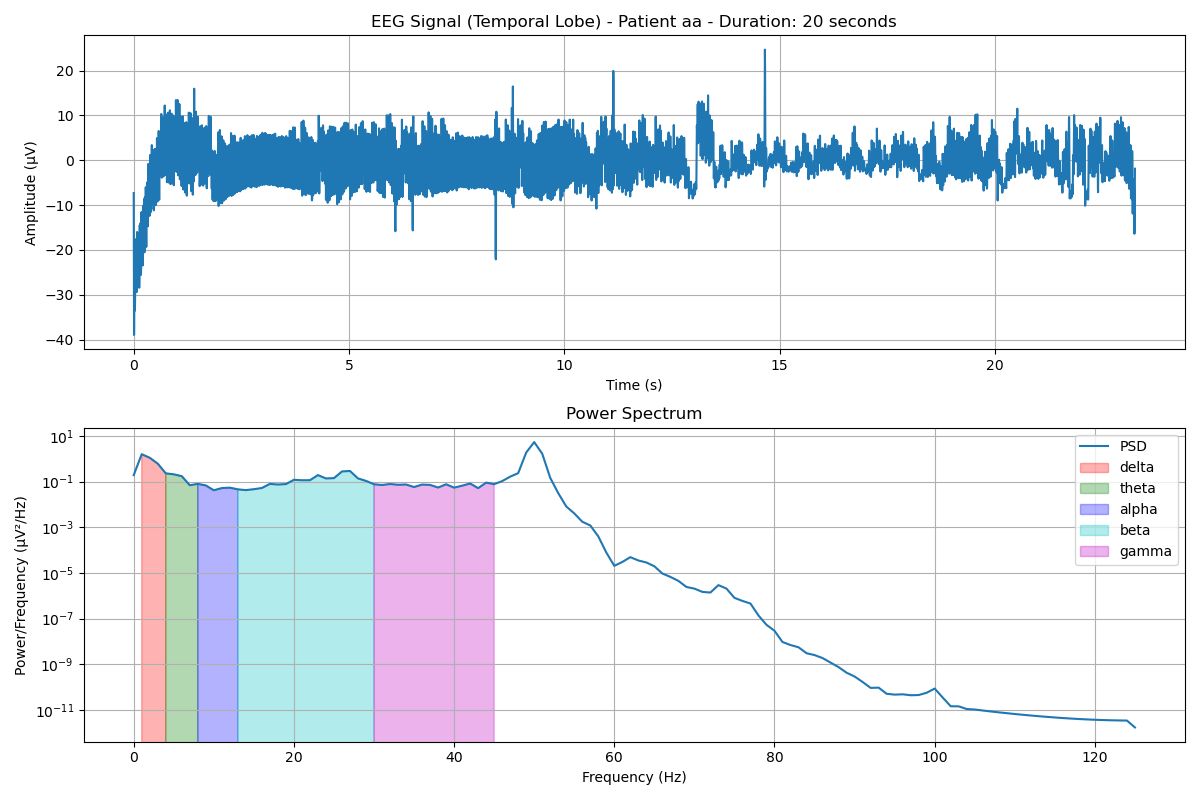 EEG Signal (Temporal Lobe) - Patient aa - Duration: 20 seconds
Amplitude (µV)
20
10
0
−10
−20
−30
−40
0 5 10 15 20
Time (s)
Power Spectrum
Power/Frequency (µV²/Hz)
10¹
10⁻¹
10⁻³
10⁻⁵
10⁻⁷
10⁻⁹
10⁻¹¹
PSD
delta
theta
alpha
beta
gamma
0 20 40 60 80 100 120
Frequency (Hz)